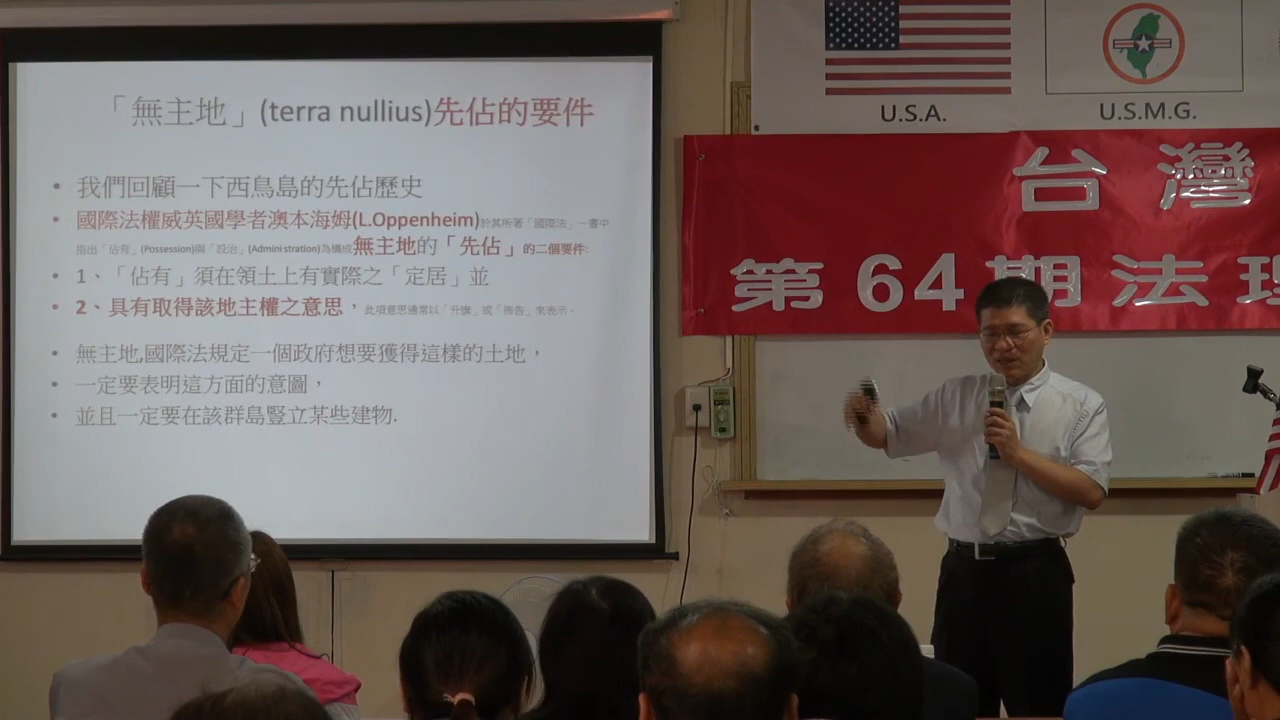 「無主地」(terra nullius)先佔的要件
• 我們回顧一下西鳥島的先佔歷史
• 國際法權威英國學者澳本海姆(L.Oppenheim)於其所著「國際法」一書中
指出「佔有」(Possession)與「設治」(Administration)為構成無主地的「先佔」的二個要件:
• 1、「佔有」須在領土上有實際之「定居」並
• 2、具有取得該地主權之意思，此項意思通常以「升旗」或「佈告」來表示。
• 無主地,國際法規定一個政府想要獲得這樣的土地，
• 一定要表明這方面的意圖，
• 並且一定要在該群島豎立某些建物.
U.S.A.
U.S.M.G.
台灣
第64期法理